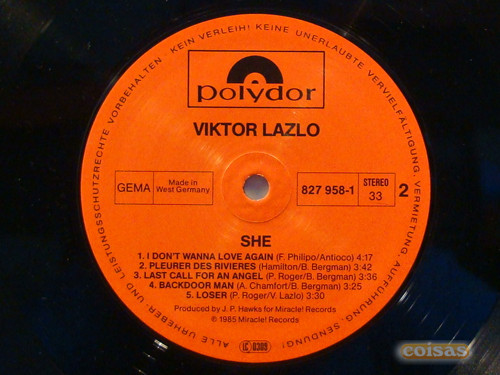 ALLE URHEBER- UND LEISTUNGSSCHUTZRECHTE VORBEHALTEN · KEIN VERLEIH! KEINE UNERLAUBTE VERVIELFÄLTIGUNG, VERMIETUNG, AUFFÜHRUNG, SENDUNG!
polydor
VIKTOR LAZLO
GEMA
Made in
West Germany
827 958-1
STEREO
33
2
SHE
1. I DON'T WANNA LOVE AGAIN (F. Philipo/Antioco) 4:17
2. PLEURER DES RIVIERES (Hamilton/B. Bergman) 3:42
3. LAST CALL FOR AN ANGEL (P. Roger/B. Bergman) 3:36
4. BACKDOOR MAN (A. Chamfort/B. Bergman) 3:25
5. LOSER (P. Roger/V. Lazlo) 3:30
Produced by J. P. Hawks for Miracle! Records
℗ 1985 Miracle! Records
LC 0309
coisas